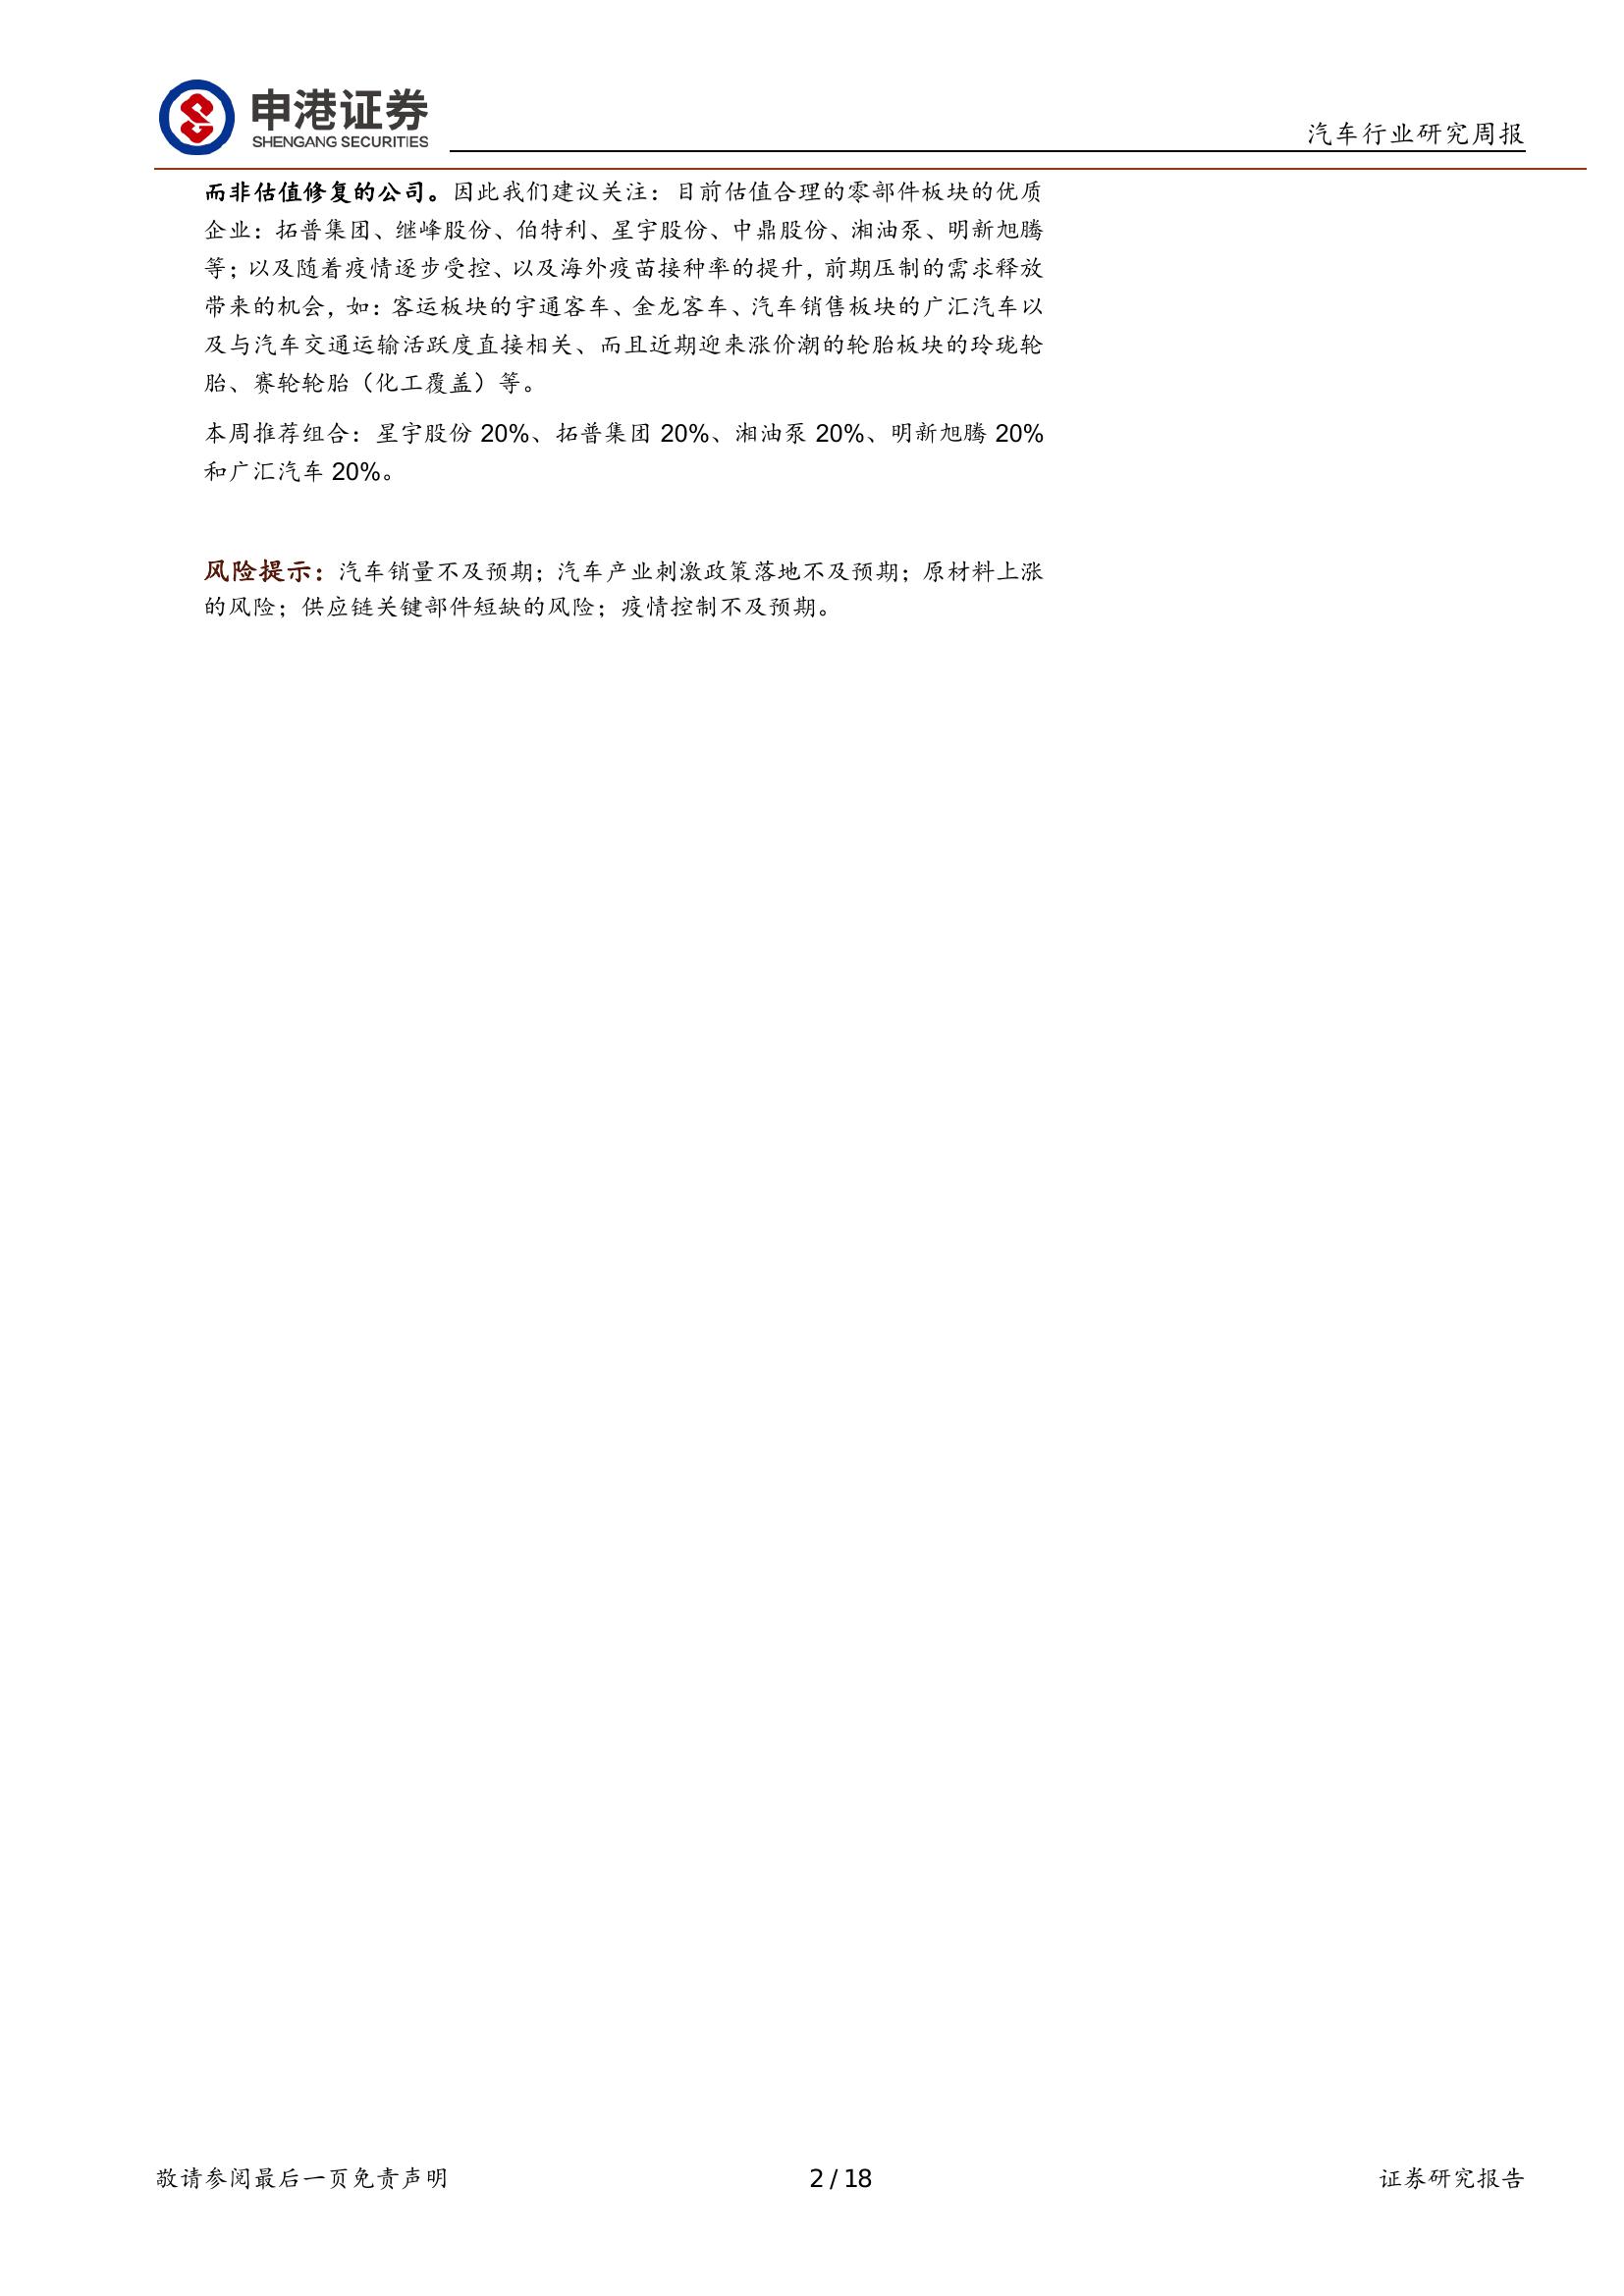 申港证券
SHENGANG SECURITIES
汽车行业研究周报
而非估值修复的公司。因此我们建议关注：目前估值合理的零部件板块的优质
企业：拓普集团、继峰股份、伯特利、星宇股份、中鼎股份、湘油泵、明新旭腾
等；以及随着疫情逐步受控、以及海外疫苗接种率的提升，前期压制的需求释放
带来的机会，如：客运板块的宇通客车、金龙客车、汽车销售板块的广汇汽车以
及与汽车交通运输活跃度直接相关、而且近期迎来涨价潮的轮胎板块的玲珑轮
胎、赛轮轮胎（化工覆盖）等。
本周推荐组合：星宇股份 20%、拓普集团 20%、湘油泵 20%、明新旭腾 20%
和广汇汽车 20%。
风险提示：汽车销量不及预期；汽车产业刺激政策落地不及预期；原材料上涨
的风险；供应链关键部件短缺的风险；疫情控制不及预期。
敬请参阅最后一页免责声明
2 / 18
证券研究报告